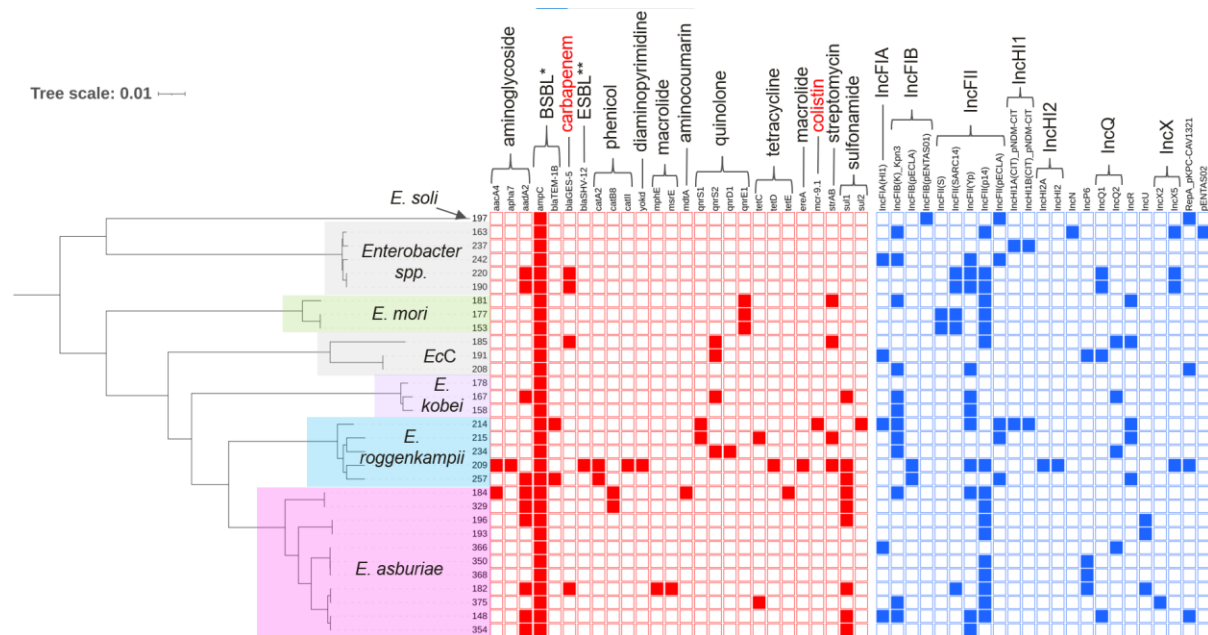 Tree scale: 0.01
aminoglycoside
BSBL*
carbapenem
ESBL**
phenicol
diaminopyrimidine
macrolide
aminocoumarin
quinolone
tetracycline
macrolide
colistin
streptomycin
sulfonamide
IncFIA
IncFIB
IncFII
IncHI1
IncHI2
IncQ
IncX
aacA4
apha7
aadA2
ampC
blaTEM-1B
blaGES-5
blaSHV-12
catA2
catB8
catII
yokd
mphE
msrE
mdtA
qnrS2
qnrS1
qnrD1
qnrE1
tetC
tetD
tetE
ereA
mcr-9.1
strAB
sul1
sul2
IncFIA(HI1)
IncFIB(K)_Kpn3
IncFIB(pECLA)
IncFIB(pENTAS01)
IncFII(S)
IncFII(SARC14)
IncFII(Yp)
IncFII(p14)
IncFII(pECLA)
IncHI1A(CIT)_pNDM-CIT
IncHI1B(CIT)_pNDM-CIT
IncHI2A
IncHI2
IncN
IncP6
IncQ1
IncQ2
IncR
IncU
IncX2
IncX5
RepA_pKPC-CAV1321
pENTAS02
E. soli
197
163
237
Enterobacter
spp.
242
220
190
181
E. mori
177
153
185
EcC
191
208
178
E.
kobei
167
158
214
E.
roggenkampii
215
234
209
257
184
329
196
193
366
E. asburiae
350
368
182
375
148
354